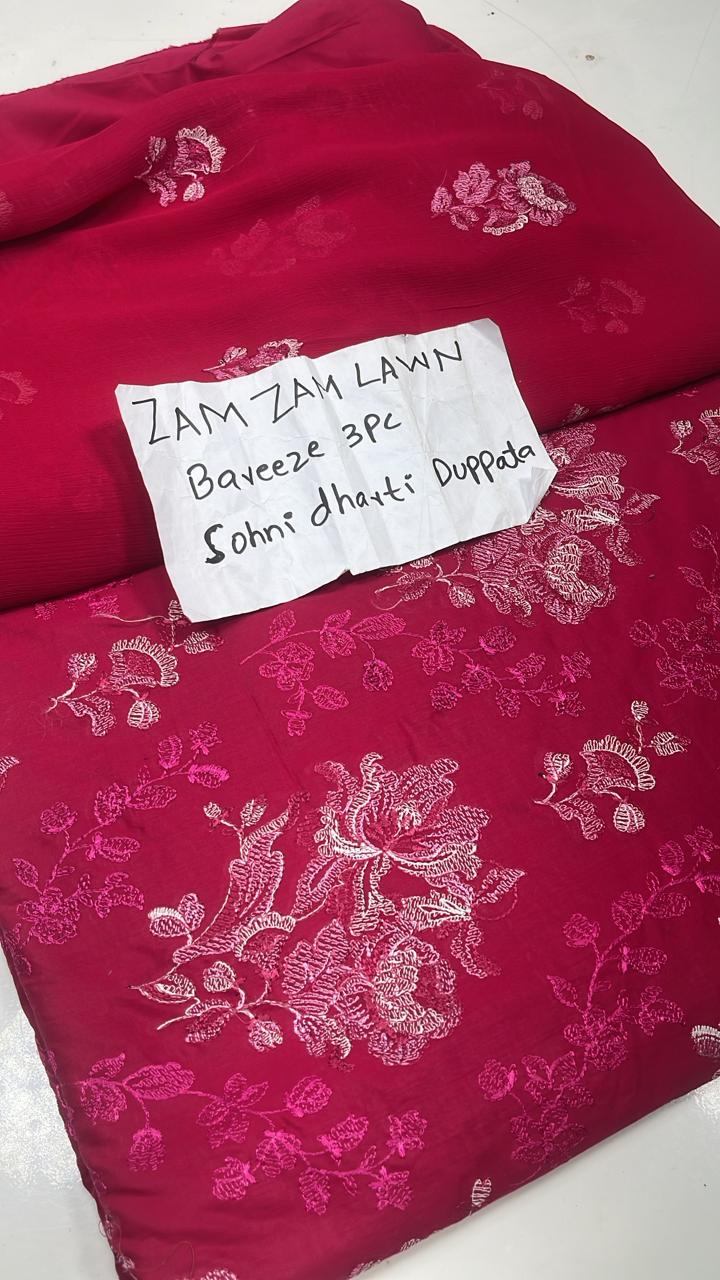 ZAM ZAM LAWN
Baveeze 3PC
Sohni dharti Duppata